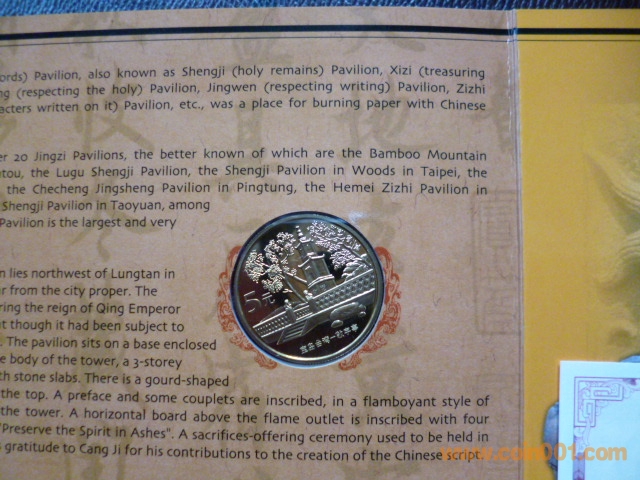 ords) Pavilion, also known as Shengji (holy remains) Pavilion, Xizi (treasuring
ng (respecting the holy) Pavilion, Jingwen (respecting writing) Pavilion, Zizhi
acters written on it) Pavilion, etc., was a place for burning paper with Chinese
er 20 Jingzi Pavilions, the better known of which are the Bamboo Mountain
tou, the Lugu Shengji Pavilion, the Shengji Pavilion in Woods in Taipei, the
, the Checheng Jingsheng Pavilion in Pingtung, the Hemei Zizhi Pavilion in
Shengji Pavilion in Taoyuan, among
Pavilion is the largest and very
n lies northwest of Lungtan in
ar from the city proper. The
ring the reign of Qing Emperor
t though it had been subject to
. The pavilion sits on a base enclosed
e body of the tower, a 3-storey
th stone slabs. There is a gourd-shaped
the top. A preface and some couplets are inscribed, in a flamboyant style of
the tower. A horizontal board above the flame outlet is inscribed with four
"Preserve the Spirit in Ashes". A sacrifices-offering ceremony used to be held in
s gratitude to Cang Ji for his contributions to the creation of the Chinese script.
5元
www.coin001.com